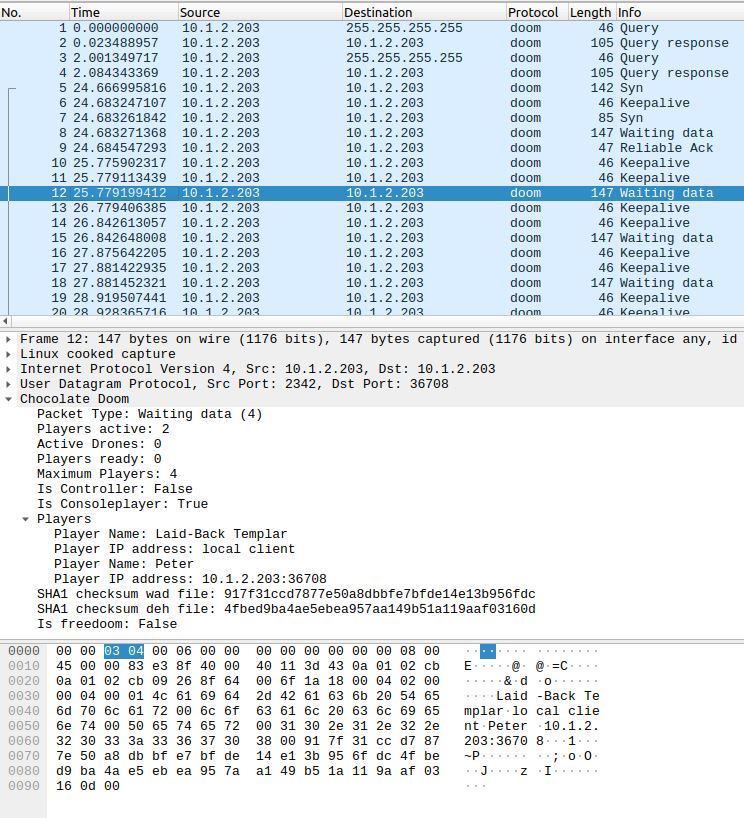 No. Time Source Destination Protocol Length Info
1 0.000000000 10.1.2.203 255.255.255.255 doom 46 Query
2 0.023488957 10.1.2.203 10.1.2.203 doom 105 Query response
3 2.001349717 10.1.2.203 255.255.255.255 doom 46 Query
4 2.084343369 10.1.2.203 10.1.2.203 doom 105 Query response
5 24.666995816 10.1.2.203 10.1.2.203 doom 142 Syn
6 24.683247107 10.1.2.203 10.1.2.203 doom 46 Keepalive
7 24.683261842 10.1.2.203 10.1.2.203 doom 85 Syn
8 24.683271368 10.1.2.203 10.1.2.203 doom 147 Waiting data
9 24.684547293 10.1.2.203 10.1.2.203 doom 47 Reliable Ack
10 25.775902317 10.1.2.203 10.1.2.203 doom 46 Keepalive
11 25.779113439 10.1.2.203 10.1.2.203 doom 46 Keepalive
12 25.779199412 10.1.2.203 10.1.2.203 doom 147 Waiting data
13 26.779406385 10.1.2.203 10.1.2.203 doom 46 Keepalive
14 26.842613057 10.1.2.203 10.1.2.203 doom 46 Keepalive
15 26.842648008 10.1.2.203 10.1.2.203 doom 147 Waiting data
16 27.875642205 10.1.2.203 10.1.2.203 doom 46 Keepalive
17 27.881422935 10.1.2.203 10.1.2.203 doom 46 Keepalive
18 27.881452321 10.1.2.203 10.1.2.203 doom 147 Waiting data
19 28.919507441 10.1.2.203 10.1.2.203 doom 46 Keepalive
20 28.928365716 10.1.2.203 10.1.2.203 doom 46 Keepalive
Frame 12: 147 bytes on wire (1176 bits), 147 bytes captured (1176 bits) on interface any, id
Linux cooked capture
Internet Protocol Version 4, Src: 10.1.2.203, Dst: 10.1.2.203
User Datagram Protocol, Src Port: 2342, Dst Port: 36708
Chocolate Doom
Packet Type: Waiting data (4)
Players active: 2
Active Drones: 0
Players ready: 0
Maximum Players: 4
Is Controller: False
Is Consoleplayer: True
Players
Player Name: Laid-Back Templar
Player IP address: local client
Player Name: Peter
Player IP address: 10.1.2.203:36708
SHA1 checksum wad file: 917f31ccd7877e50a8dbbfe7bfde14e13b956fdc
SHA1 checksum deh file: 4fbed9ba4ae5ebea957aa149b51a119aaf03160d
Is freedoom: False
0000 00 00 03 04 00 06 00 00 00 00 00 00 00 00 08 00 ········ ········
0010 45 00 00 83 e3 8f 40 00 40 11 3d 43 0a 01 02 cb E·····@· @·=C····
0020 0a 01 02 cb 09 26 8f 64 00 6f 1a 18 00 04 02 00 ·····&·d ·o······
0030 00 04 00 01 4c 61 69 64 2d 42 61 63 6b 20 54 65 ····Laid -Back Te
0040 6d 70 6c 61 72 00 6c 6f 63 61 6c 20 63 6c 69 65 mplar·lo cal clie
0050 6e 74 00 50 65 74 65 72 00 31 30 2e 31 2e 32 2e nt·Peter ·10.1.2.
0060 32 30 33 3a 33 36 37 30 38 00 91 7f 31 cc d7 87 203:3670 8···1···
0070 7e 50 a8 db bf e7 bf de 14 e1 3b 95 6f dc 4f be ~P······ ··;·o·O·
0080 d9 ba 4a e5 eb ea 95 7a a1 49 b5 1a 11 9a af 03 ··J····z ·I······
0090 16 0d 00 ···